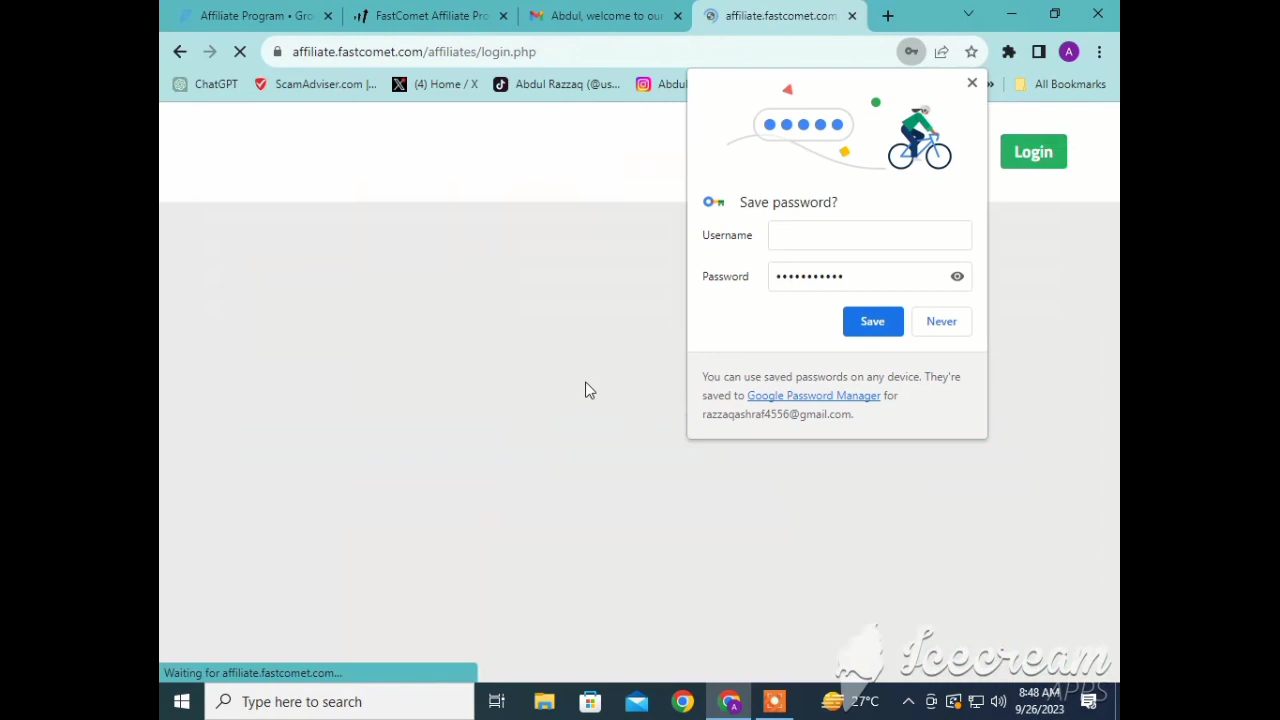 Affiliate Program • Gro
FastComet Affiliate Pro
Abdul, welcome to our
affiliate.fastcomet.com
affiliate.fastcomet.com/affiliates/login.php
A
ChatGPT
ScamAdviser.com |...
(4) Home / X
Abdul Razzaq (@us...
Abdul
»
All Bookmarks
Login
Save password?
Username
Password
•••••••••••
Save
Never
You can use saved passwords on any device. They're
saved to Google Password Manager for
razzaqashraf4556@gmail.com.
Icecream
APPS
Waiting for affiliate.fastcomet.com...
Type here to search
27°C
8:48 AM
9/26/2023